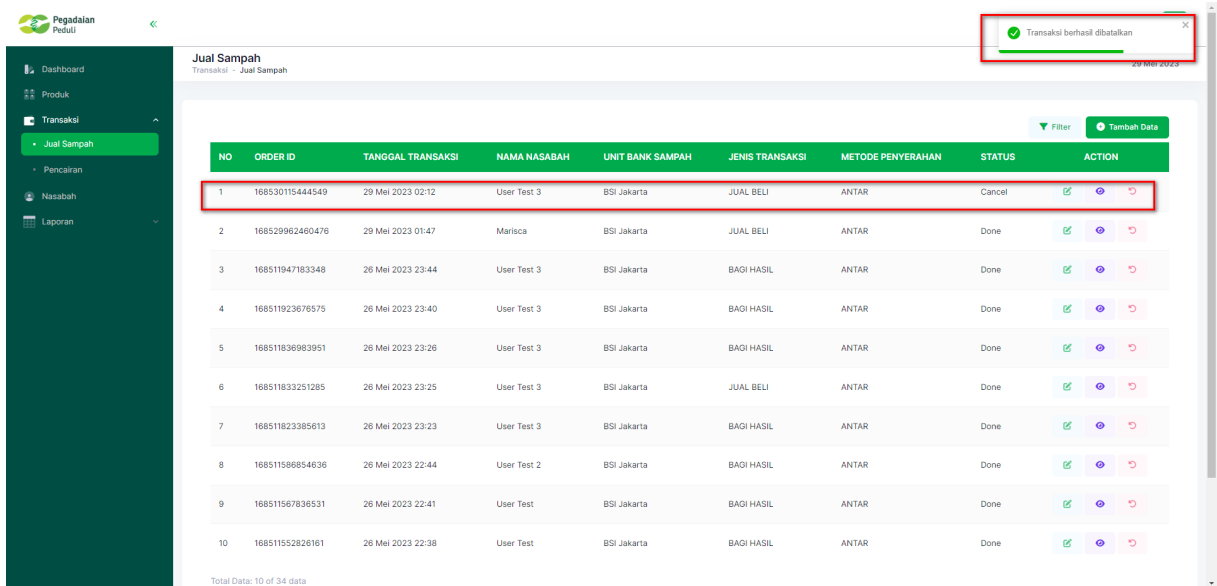 Pegadaian
Peduli
Transaksi berhasil dibatalkan
Jual Sampah
Transaksi - Jual Sampah
29 Mei 2023
Dashboard
Produk
Transaksi
Jual Sampah
Pencairan
Nasabah
Laporan
Filter
Tambah Data
NO ORDER ID TANGGAL TRANSAKSI NAMA NASABAH UNIT BANK SAMPAH JENIS TRANSAKSI METODE PENYERAHAN STATUS ACTION
1 168530115444549 29 Mei 2023 02:12 User Test 3 BSI Jakarta JUAL BELI ANTAR Cancel
2 168529962460476 29 Mei 2023 01:47 Marisca BSI Jakarta JUAL BELI ANTAR Done
3 168511947183348 26 Mei 2023 23:44 User Test 3 BSI Jakarta BAGI HASIL ANTAR Done
4 168511923676575 26 Mei 2023 23:40 User Test 3 BSI Jakarta BAGI HASIL ANTAR Done
5 168511836983951 26 Mei 2023 23:26 User Test 3 BSI Jakarta BAGI HASIL ANTAR Done
6 168511833251285 26 Mei 2023 23:25 User Test 3 BSI Jakarta JUAL BELI ANTAR Done
7 168511823385613 26 Mei 2023 23:23 User Test 3 BSI Jakarta BAGI HASIL ANTAR Done
8 168511586854636 26 Mei 2023 22:44 User Test 2 BSI Jakarta BAGI HASIL ANTAR Done
9 168511567836531 26 Mei 2023 22:41 User Test BSI Jakarta BAGI HASIL ANTAR Done
10 168511552826161 26 Mei 2023 22:38 User Test BSI Jakarta BAGI HASIL ANTAR Done
Total Data: 10 of 34 data